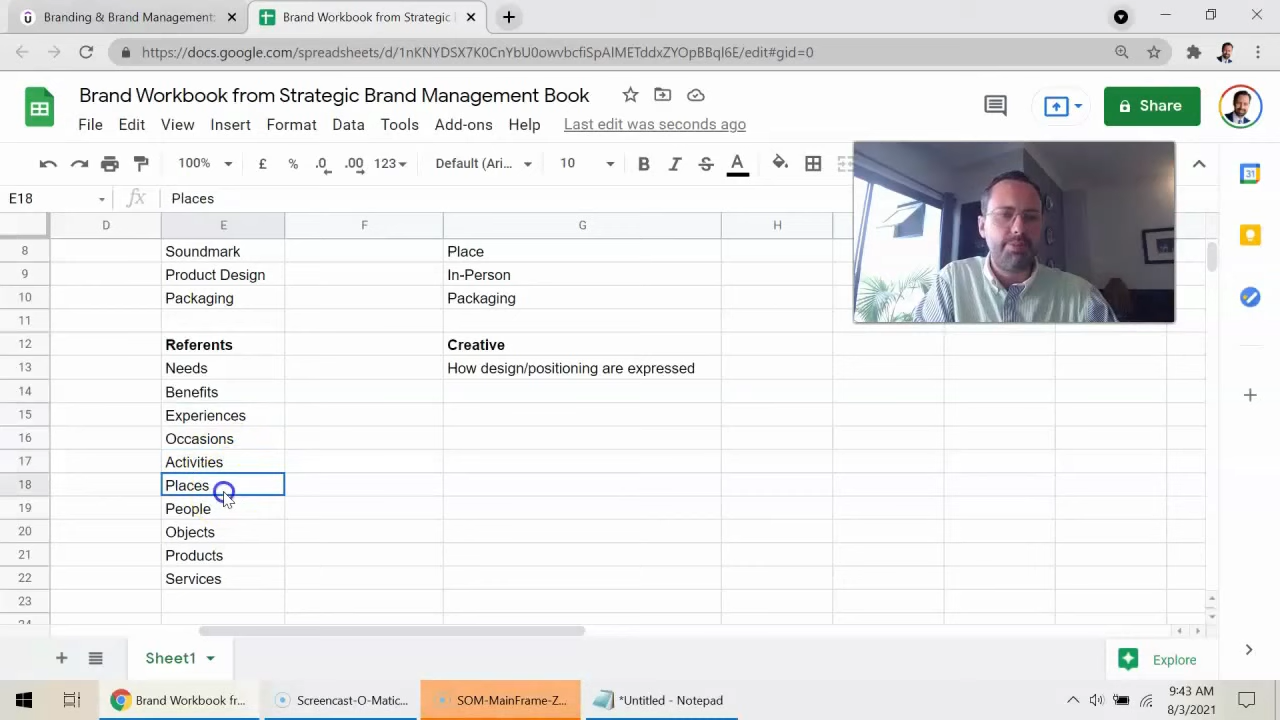 Branding & Brand Management:
Brand Workbook from Strategic
https://docs.google.com/spreadsheets/d/1nKNYDSX7K0CnYbU0owvbcfiSpAlMETddxZYOpBBql6E/edit#gid=0
Brand Workbook from Strategic Brand Management Book
File Edit View Insert Format Data Tools Add-ons Help Last edit was seconds ago
Share
100% £ % .0 .00 123 Default (Ari... 10 B I S A
E18 fx Places
D E F G H
8 Soundmark Place
9 Product Design In-Person
10 Packaging Packaging
11
12 Referents Creative
13 Needs How design/positioning are expressed
14 Benefits
15 Experiences
16 Occasions
17 Activities
18 Places
19 People
20 Objects
21 Products
22 Services
23
31
Sheet1
Explore
Brand Workbook fr... Screencast-O-Matic... SOM-MainFrame-Z... *Untitled - Notepad
9:43 AM
8/3/2021